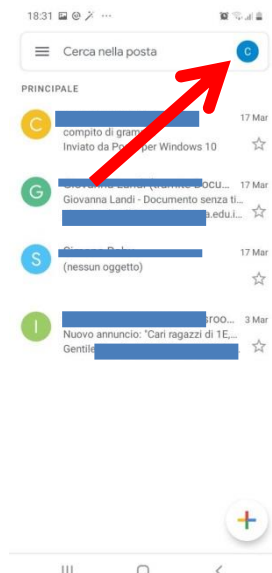 18:31
Cerca nella posta
C
PRINCIPALE
C
17 Mar
compito di gram
Inviato da Po per Windows 10
G
17 Mar
Giovanna Landi - Documento senza ti...
a.edu.i...
S
17 Mar
(nessun oggetto)
I
sroo... 3 Mar
Nuovo annuncio: "Cari ragazzi di 1E,...
Gentile